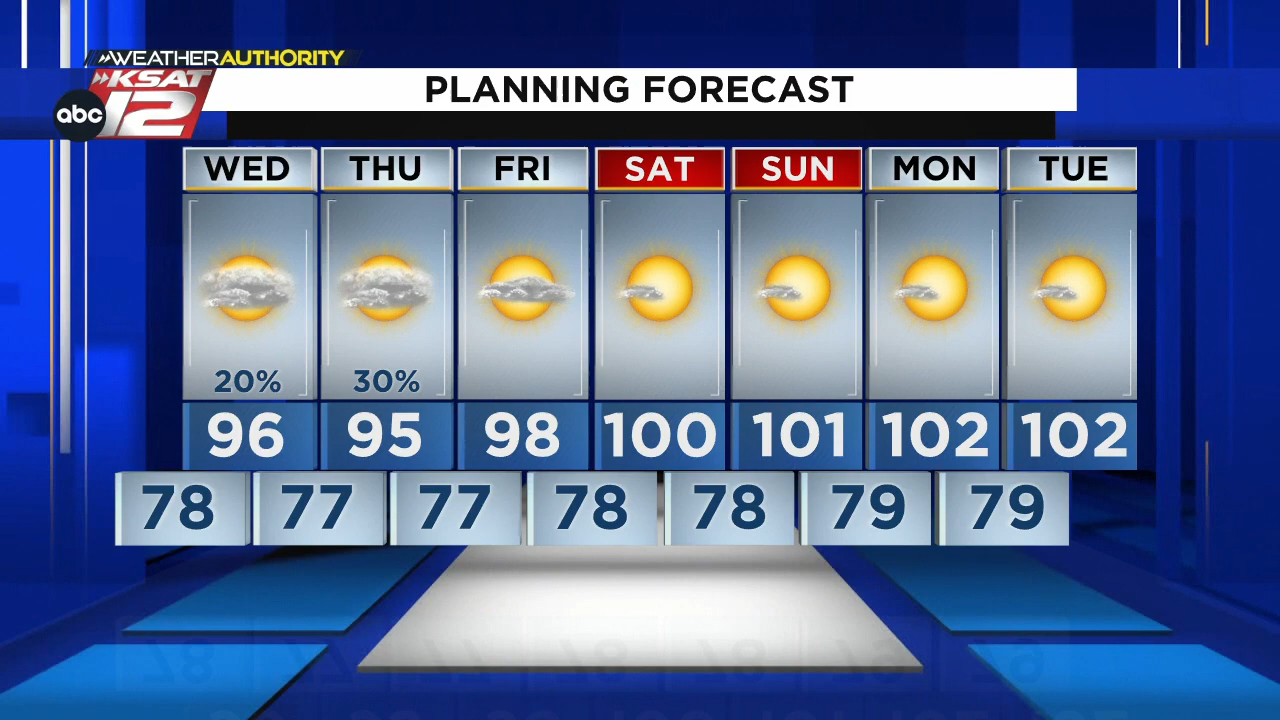 WEATHERAUTHORITY
KSAT
abc 12
PLANNING FORECAST
WED THU FRI SAT SUN MON TUE
20% 30%
96 95 98 100 101 102 102
78 77 77 78 78 79 79